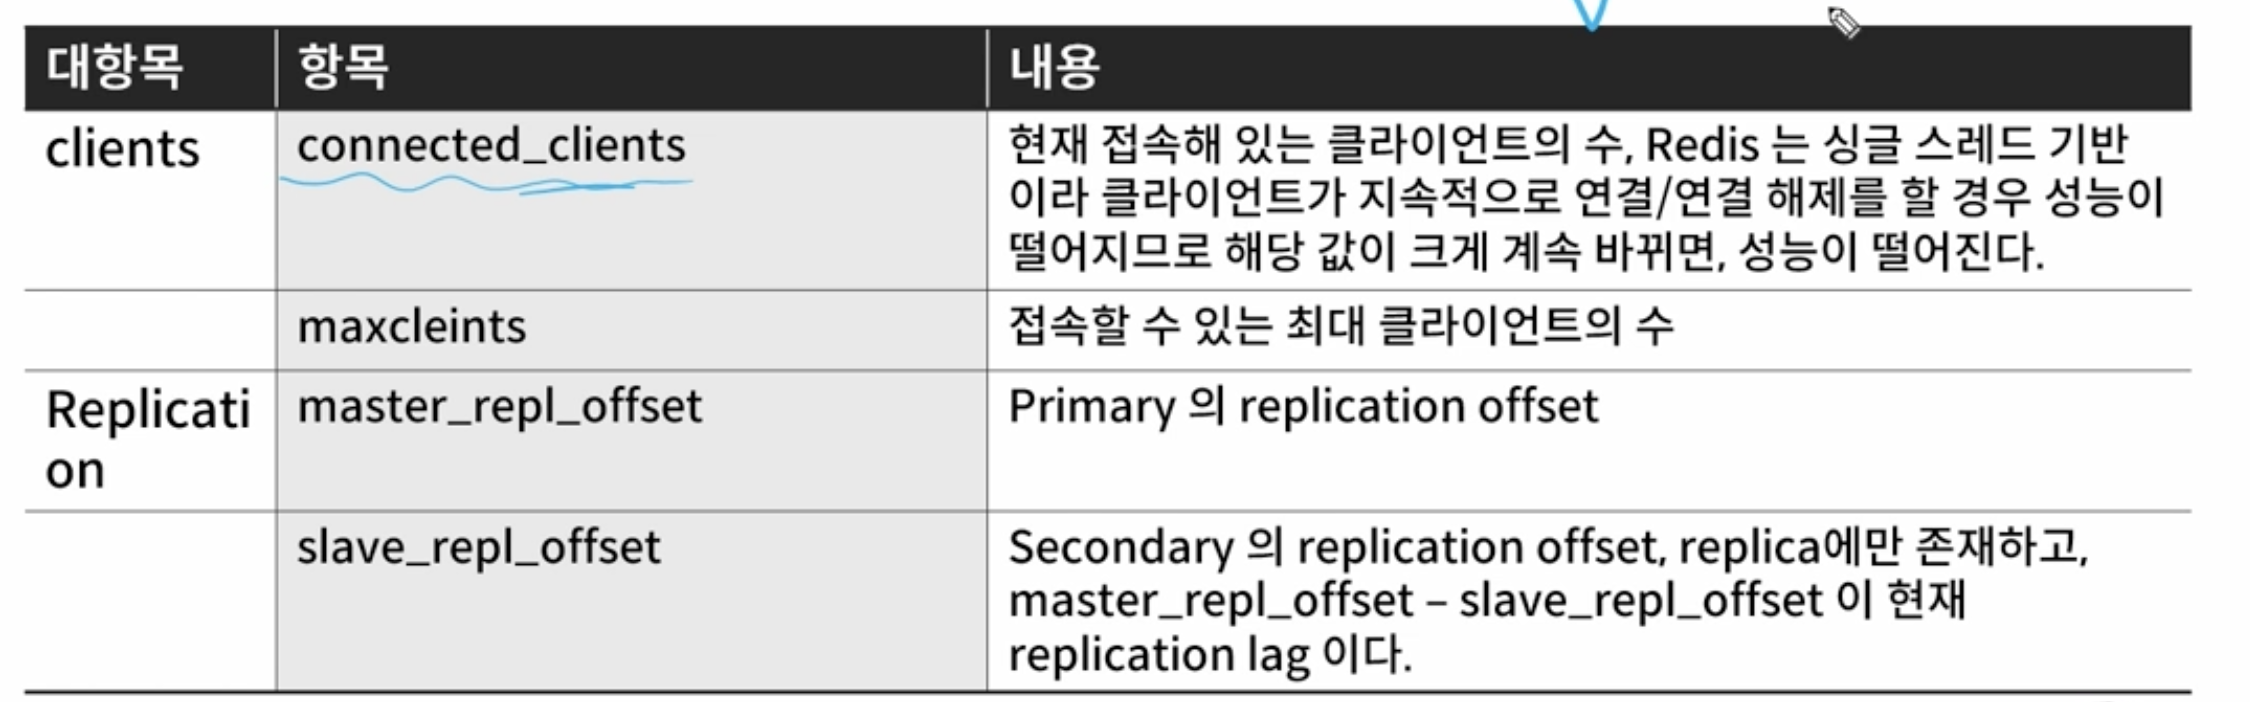 대항목 항목 내용
clients connected_clients 현재 접속해 있는 클라이언트의 수, Redis 는 싱글 스레드 기반
이라 클라이언트가 지속적으로 연결/연결 해제를 할 경우 성능이
떨어지므로 해당 값이 크게 계속 바뀌면, 성능이 떨어진다.
maxcleints 접속할 수 있는 최대 클라이언트의 수
Replicati master_repl_offset Primary 의 replication offset
on
slave_repl_offset Secondary 의 replication offset, replica에만 존재하고,
master_repl_offset – slave_repl_offset 이 현재
replication lag 이다.